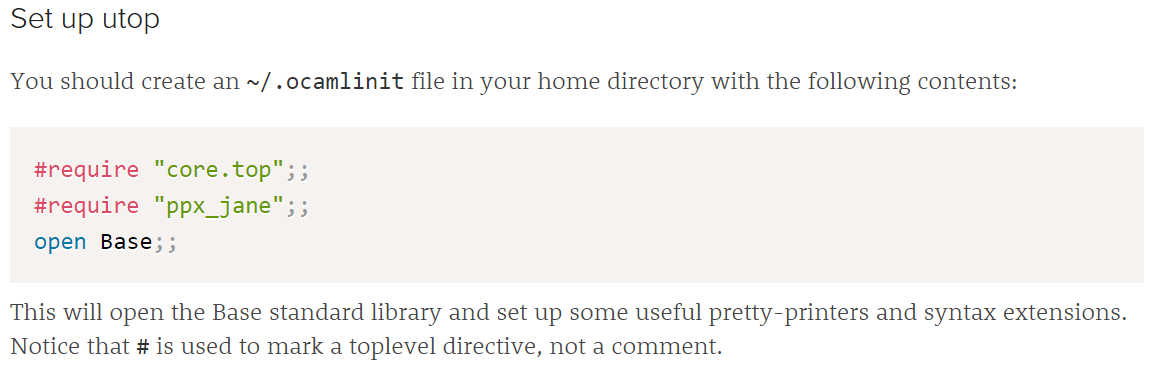 Set up utop
You should create an ~/.ocamlinit file in your home directory with the following contents:
#require "core.top";;
#require "ppx_jane";;
open Base;;
This will open the Base standard library and set up some useful pretty-printers and syntax extensions.
Notice that # is used to mark a toplevel directive, not a comment.